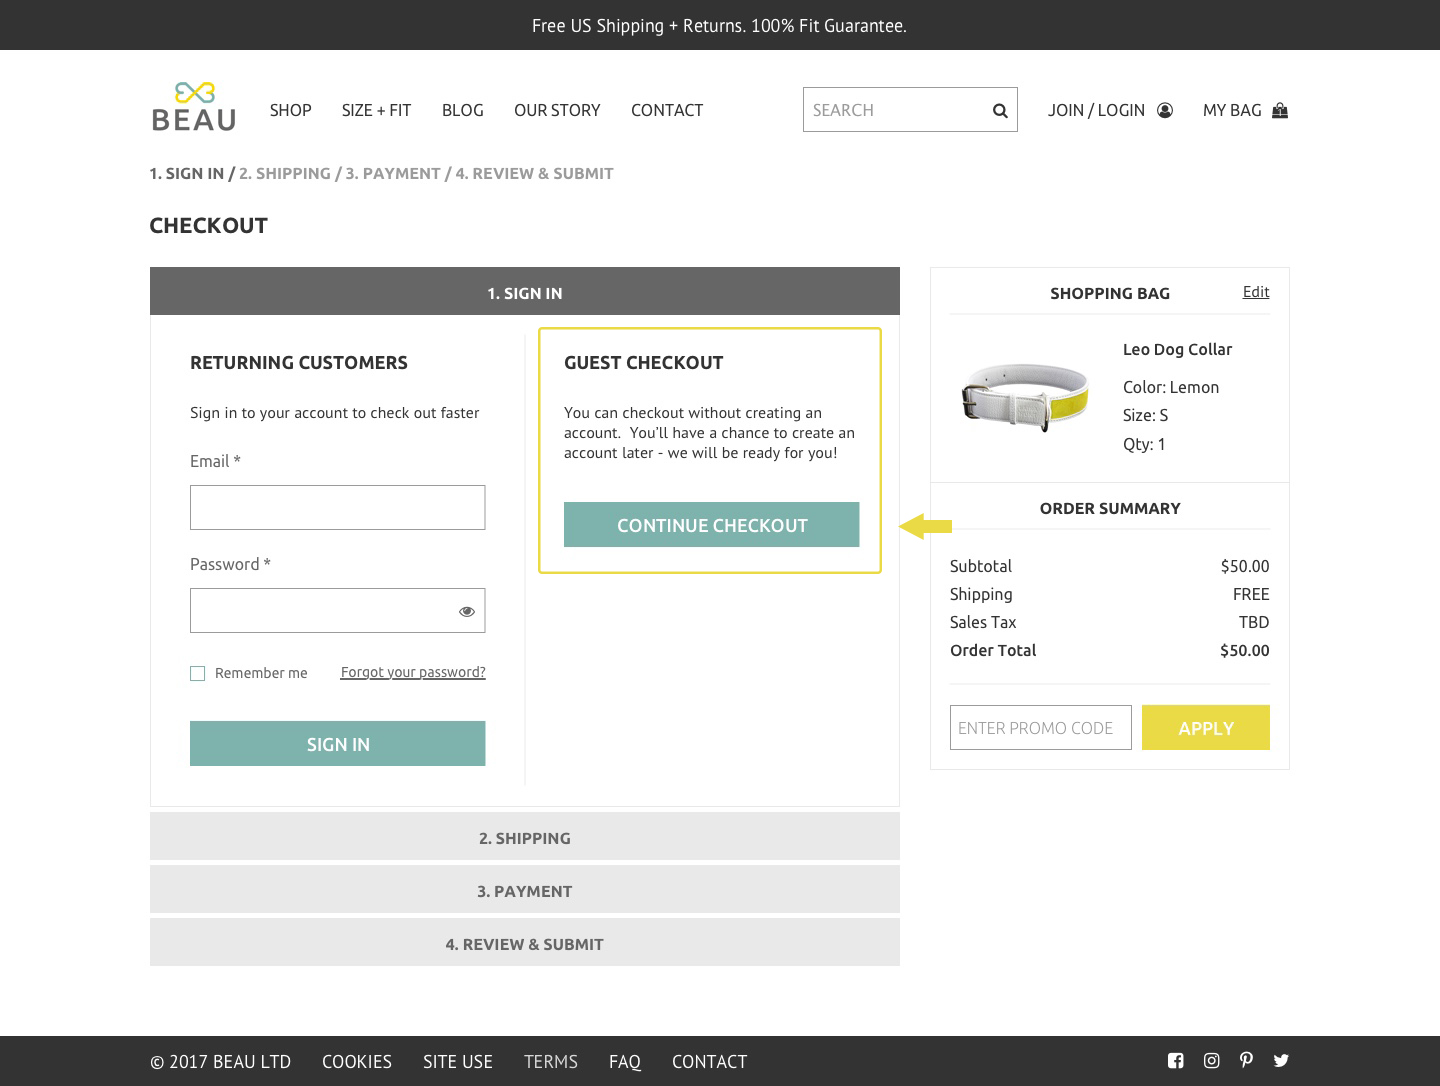 Free US Shipping + Returns. 100% Fit Guarantee.
BEAU
SHOP
SIZE + FIT
BLOG
OUR STORY
CONTACT
SEARCH
JOIN / LOGIN
MY BAG
1. SIGN IN / 2. SHIPPING / 3. PAYMENT / 4. REVIEW & SUBMIT
CHECKOUT
1. SIGN IN
RETURNING CUSTOMERS
Sign in to your account to check out faster
Email *
Password *
Remember me
Forgot your password?
SIGN IN
GUEST CHECKOUT
You can checkout without creating an
account.  You'll have a chance to create an
account later - we will be ready for you!
CONTINUE CHECKOUT
2. SHIPPING
3. PAYMENT
4. REVIEW & SUBMIT
SHOPPING BAG
Edit
Leo Dog Collar
Color: Lemon
Size: S
Qty: 1
ORDER SUMMARY
Subtotal $50.00
Shipping FREE
Sales Tax TBD
Order Total $50.00
ENTER PROMO CODE
APPLY
© 2017 BEAU LTD
COOKIES
SITE USE
TERMS
FAQ
CONTACT